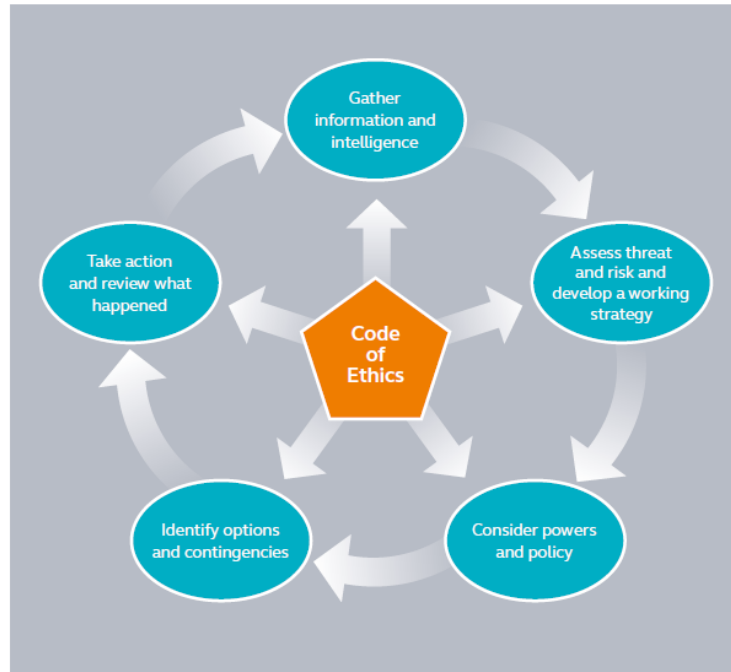 Gather
information and
intelligence
Assess threat
and risk and
develop a working
strategy
Consider powers
and policy
Identify options
and contingencies
Take action
and review what
happened
Code
of
Ethics